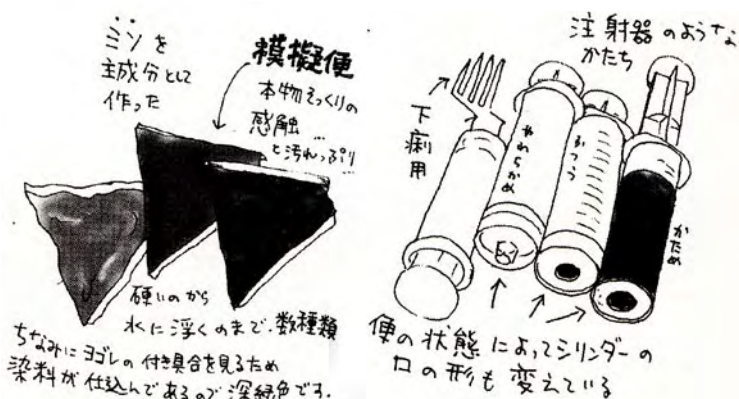 ミソを
主成分として
作った
模擬便
本物そっくりの
感触…
と汚れっぷり
硬いのから
水に浮くのまで、数種類
ちなみにヨゴレの付き具合を見るため
染料が仕込んであるので深緑色です.
注射器のような
かたち
下痢用
やわらかめ
ふつう
かため
便の状態によってシリンダーの
口の形も変えている